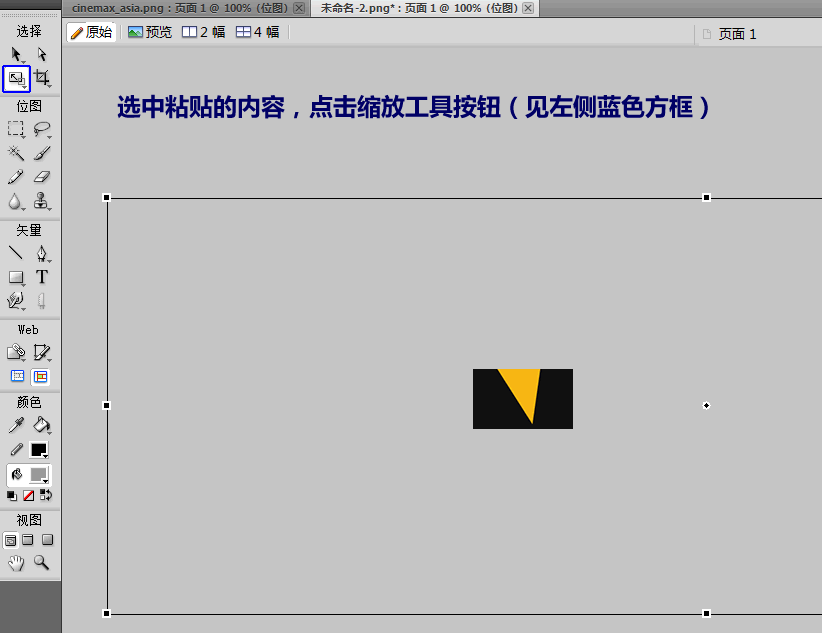 cinemax_asia.png : 页面 1 @ 100% (位图)
未命名-2.png* : 页面 1 @ 100% (位图)
选择
原始
预览
2 幅
4 幅
页面 1
位图
选中粘贴的内容，点击缩放工具按钮（见左侧蓝色方框）
矢量
T
Web
颜色
视图